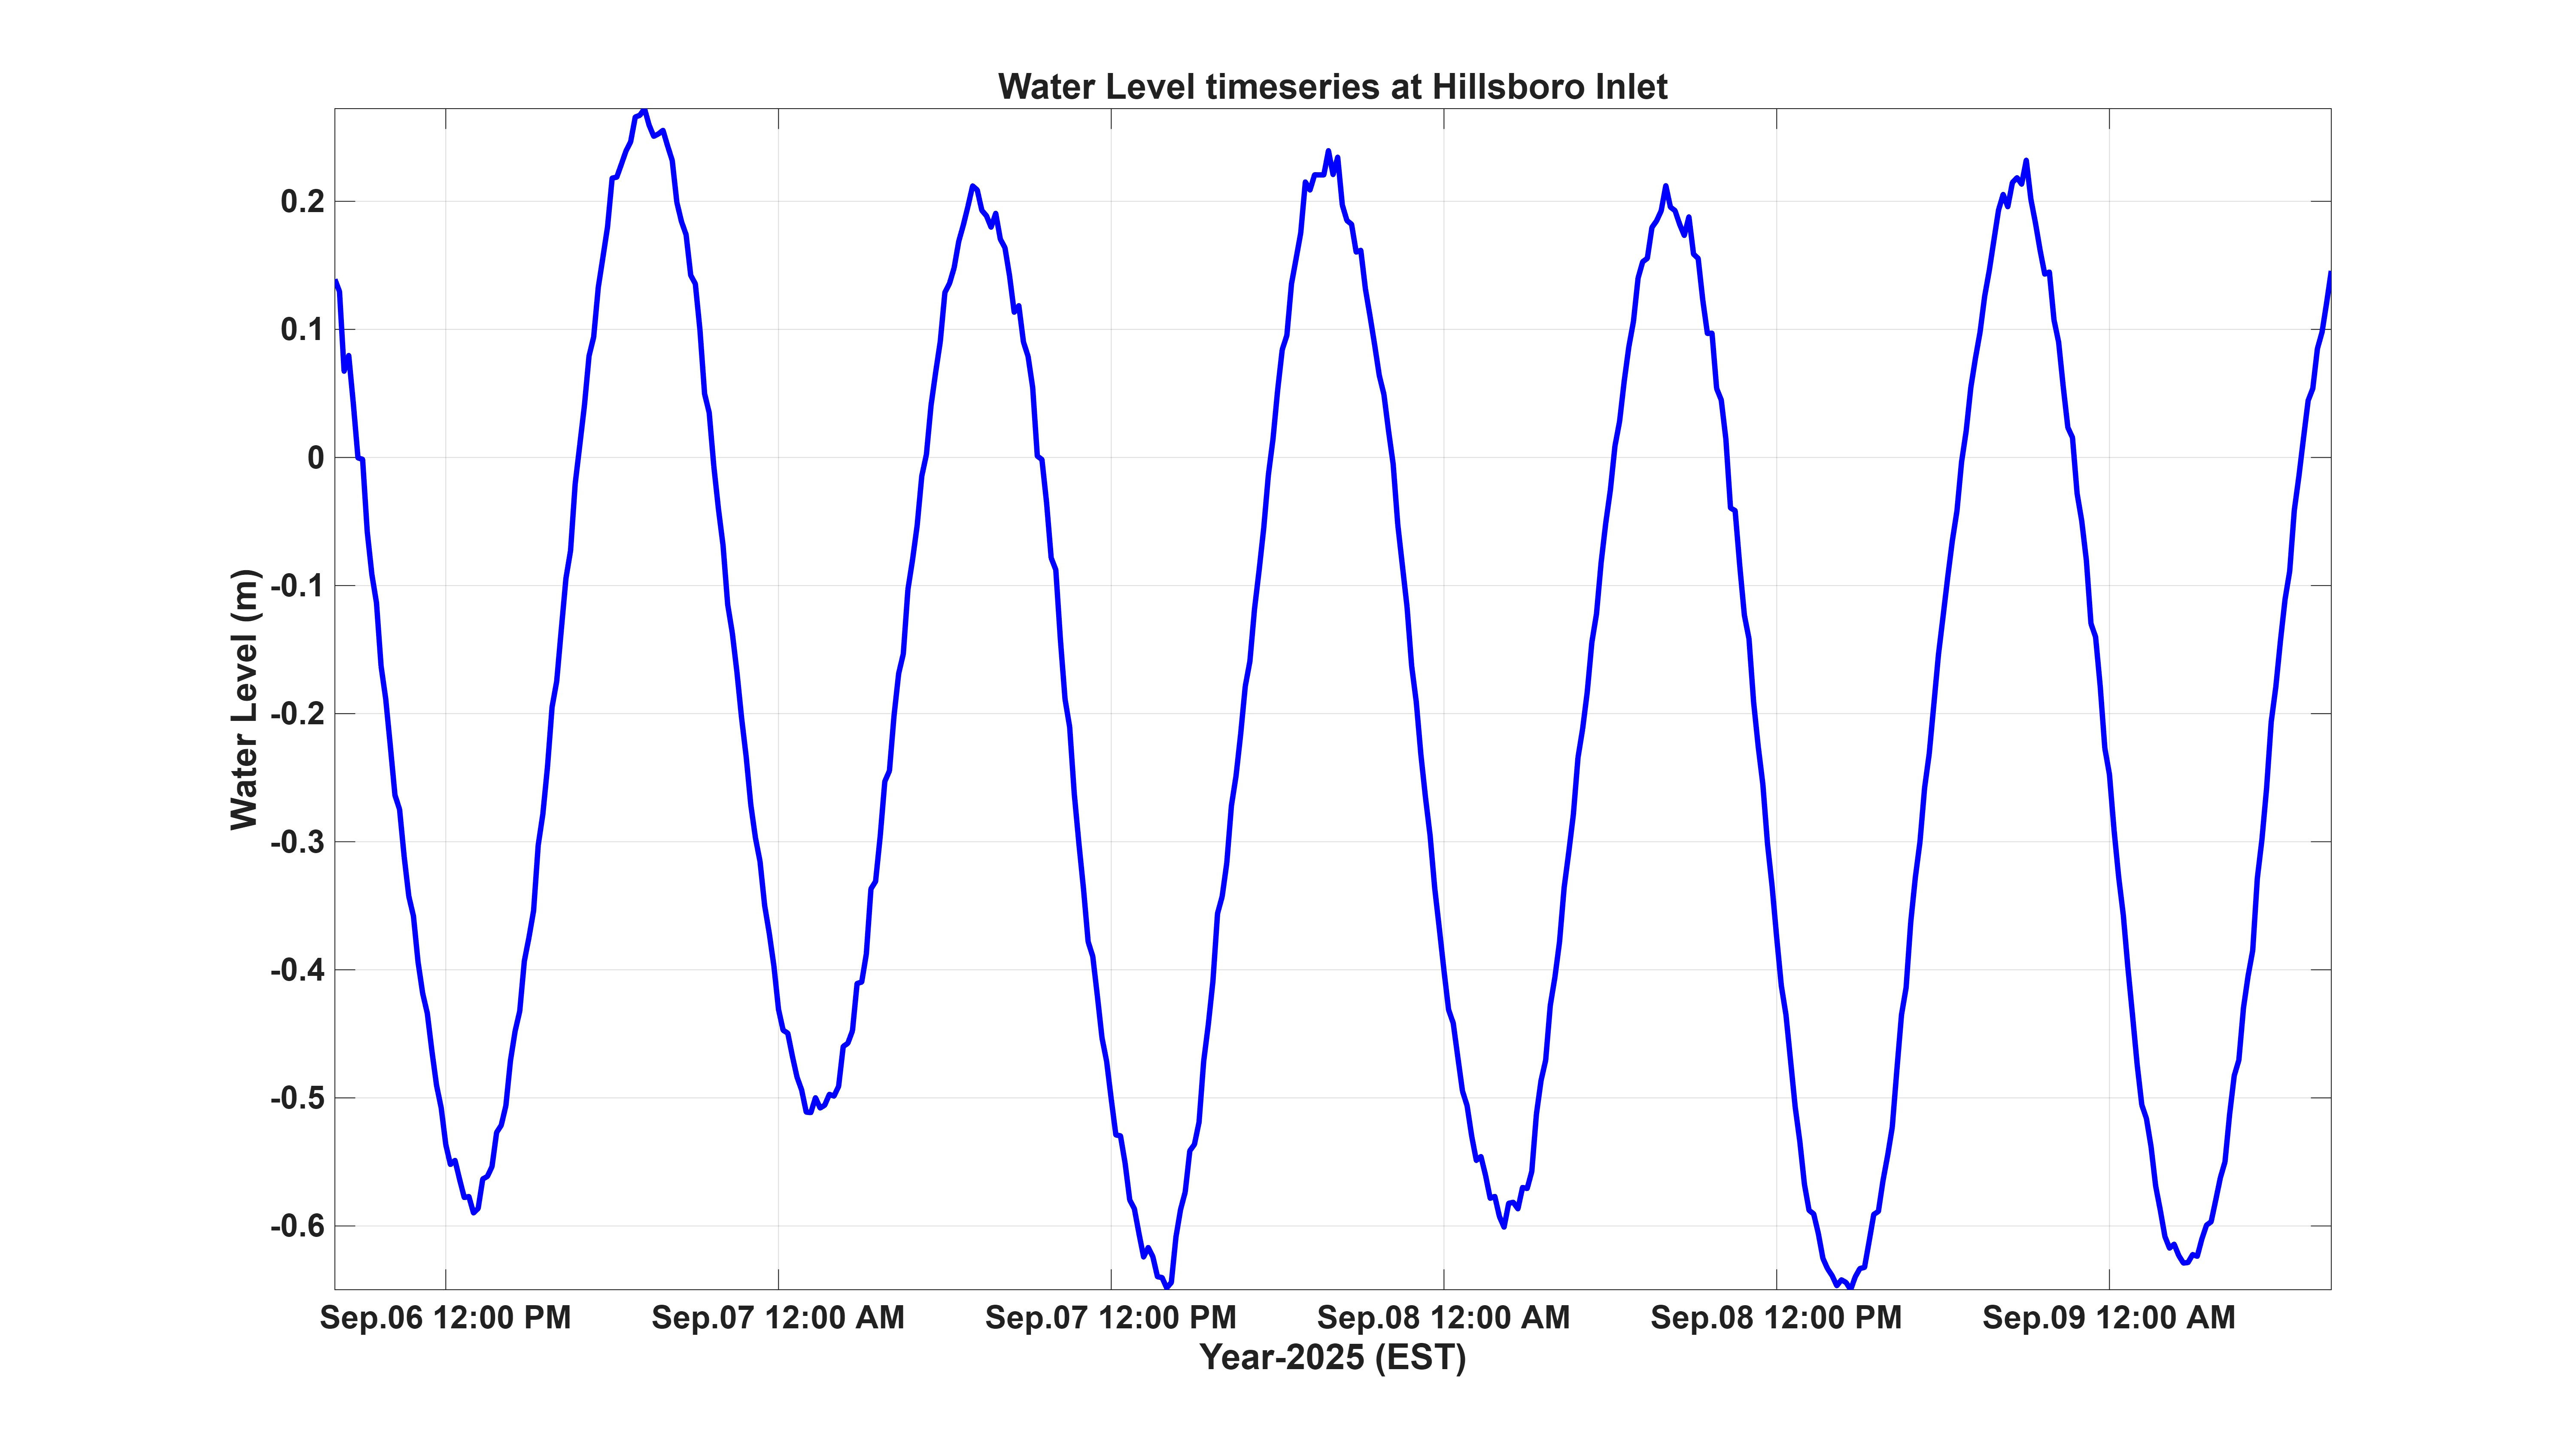 Water Level timeseries at Hillsboro Inlet
0.2
0.1
0
-0.1
-0.2
-0.3
-0.4
-0.5
-0.6
Water Level (m)
Sep.06 12:00 PM Sep.07 12:00 AM Sep.07 12:00 PM Sep.08 12:00 AM Sep.08 12:00 PM Sep.09 12:00 AM
Year-2025 (EST)